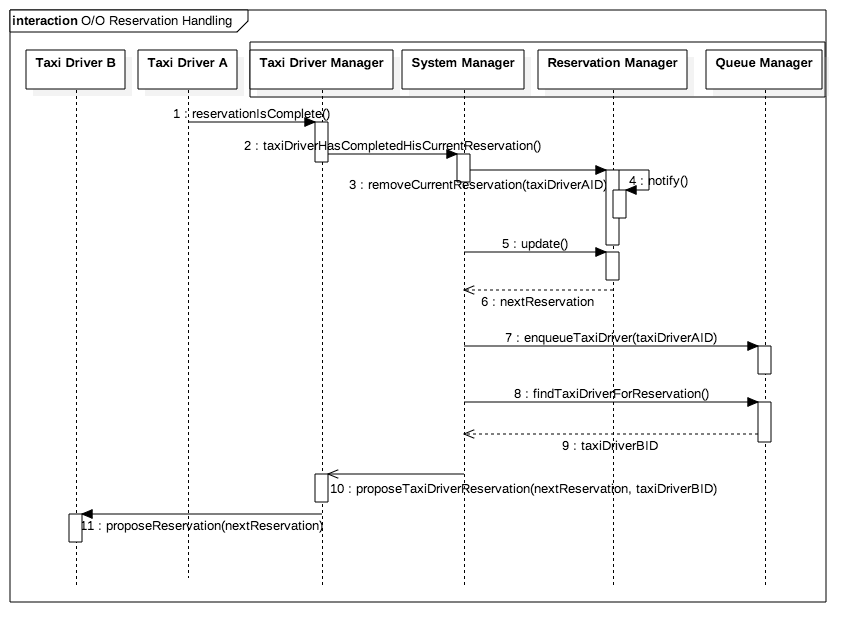 interaction O/O Reservation Handling
Taxi Driver B
Taxi Driver A
Taxi Driver Manager
System Manager
Reservation Manager
Queue Manager
1 : reservationIsComplete()
2 : taxiDriverHasCompletedHisCurrentReservation()
3 : removeCurrentReservation(taxiDriverAID)
4 : notify()
5 : update()
6 : nextReservation
7 : enqueueTaxiDriver(taxiDriverAID)
8 : findTaxiDriverForReservation()
9 : taxiDriverBID
10 : proposeTaxiDriverReservation(nextReservation, taxiDriverBID)
11 : proposeReservation(nextReservation)